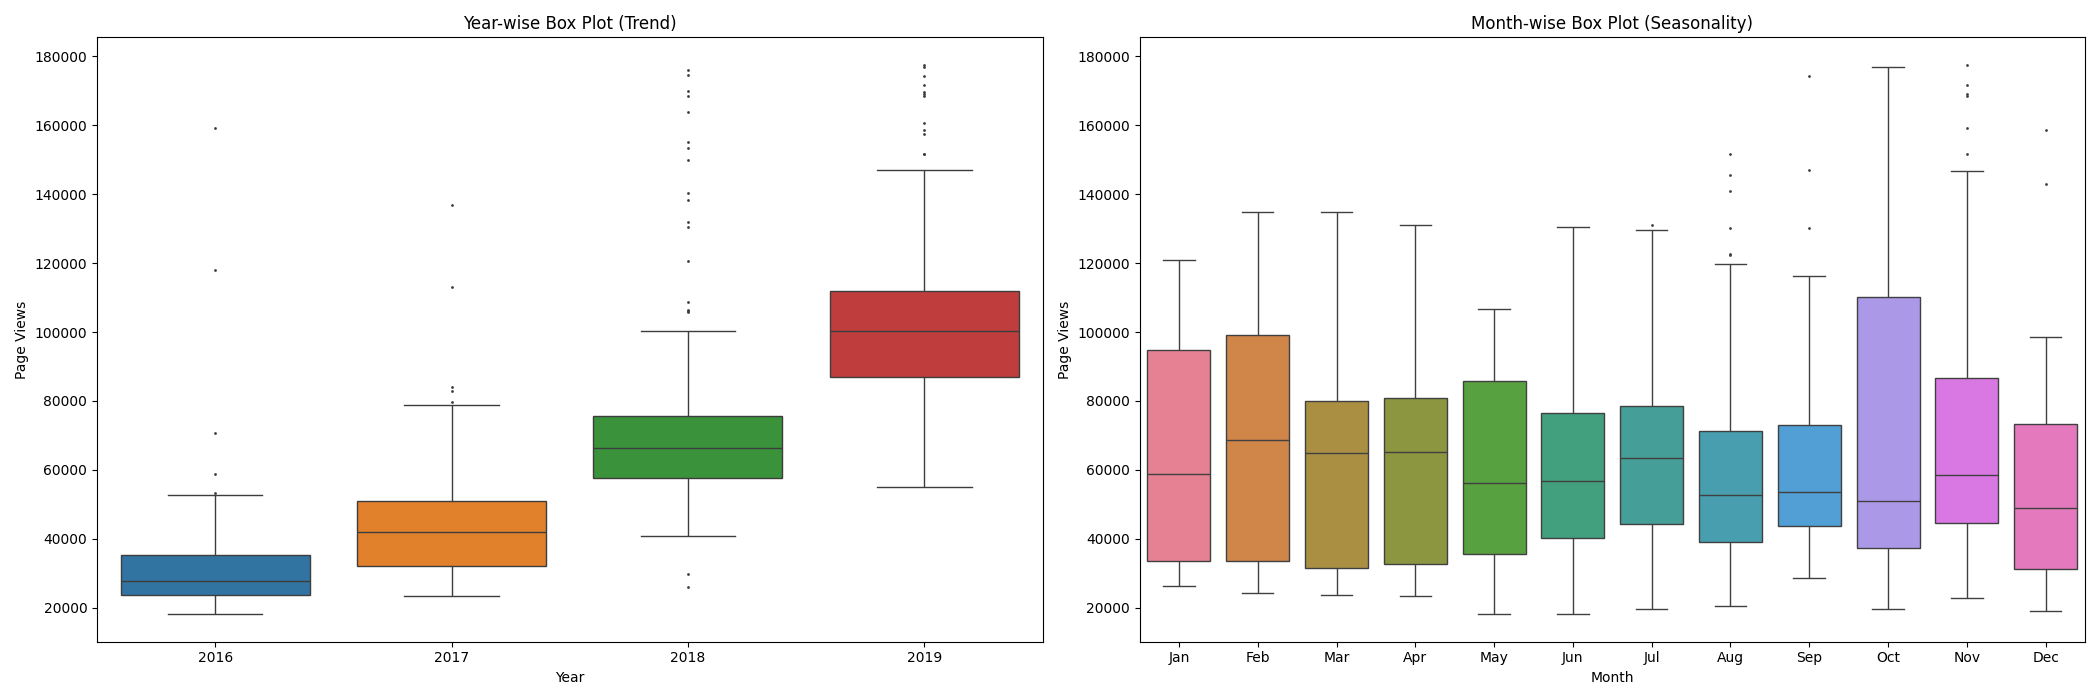 Year-wise Box Plot (Trend)
Page Views
180000
160000
140000
120000
100000
80000
60000
40000
20000
2016 2017 2018 2019
Year
Month-wise Box Plot (Seasonality)
Page Views
180000
160000
140000
120000
100000
80000
60000
40000
20000
Jan Feb Mar Apr May Jun Jul Aug Sep Oct Nov Dec
Month